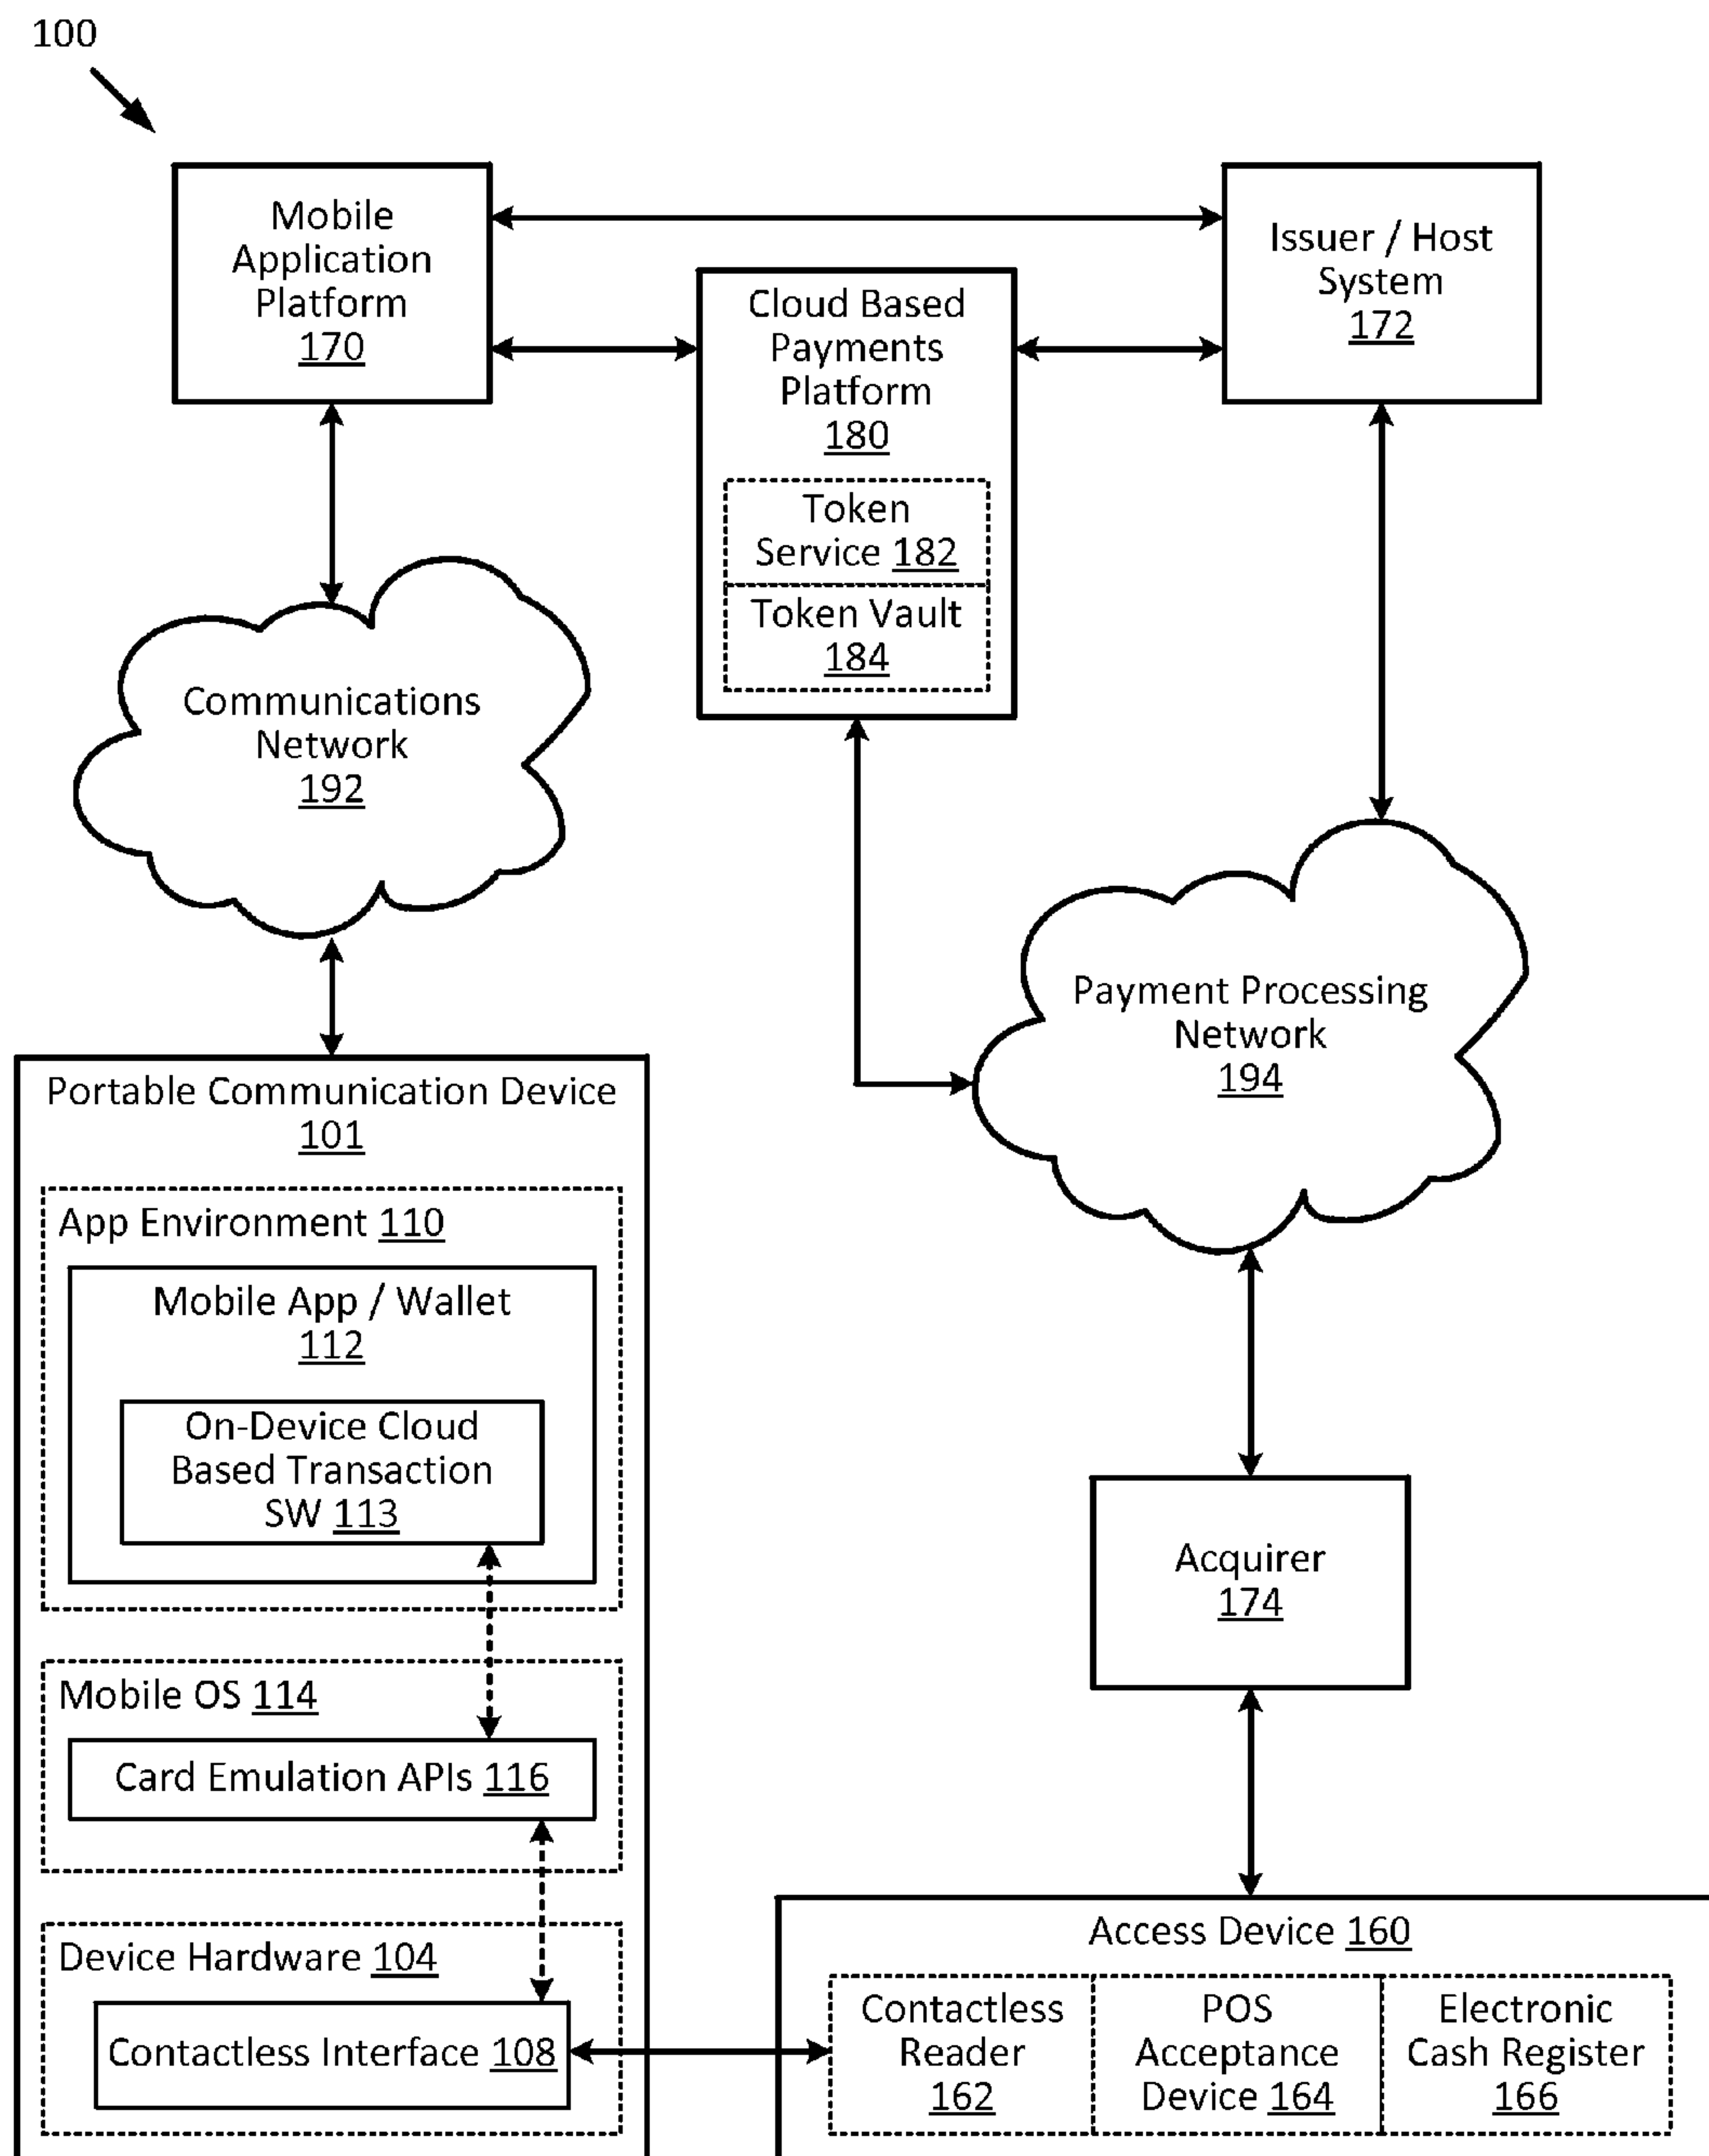 100
Mobile
Application
Platform
170
Issuer / Host
System
172
Cloud Based
Payments
Platform
180
Token
Service 182
Token Vault
184
Communications
Network
192
Payment Processing
Network
194
Portable Communication Device
101
App Environment 110
Mobile App / Wallet
112
On-Device Cloud
Based Transaction
SW 113
Mobile OS 114
Card Emulation APIs 116
Device Hardware 104
Contactless Interface 108
Acquirer
174
Access Device 160
Contactless
Reader
162
POS
Acceptance
Device 164
Electronic
Cash Register
166